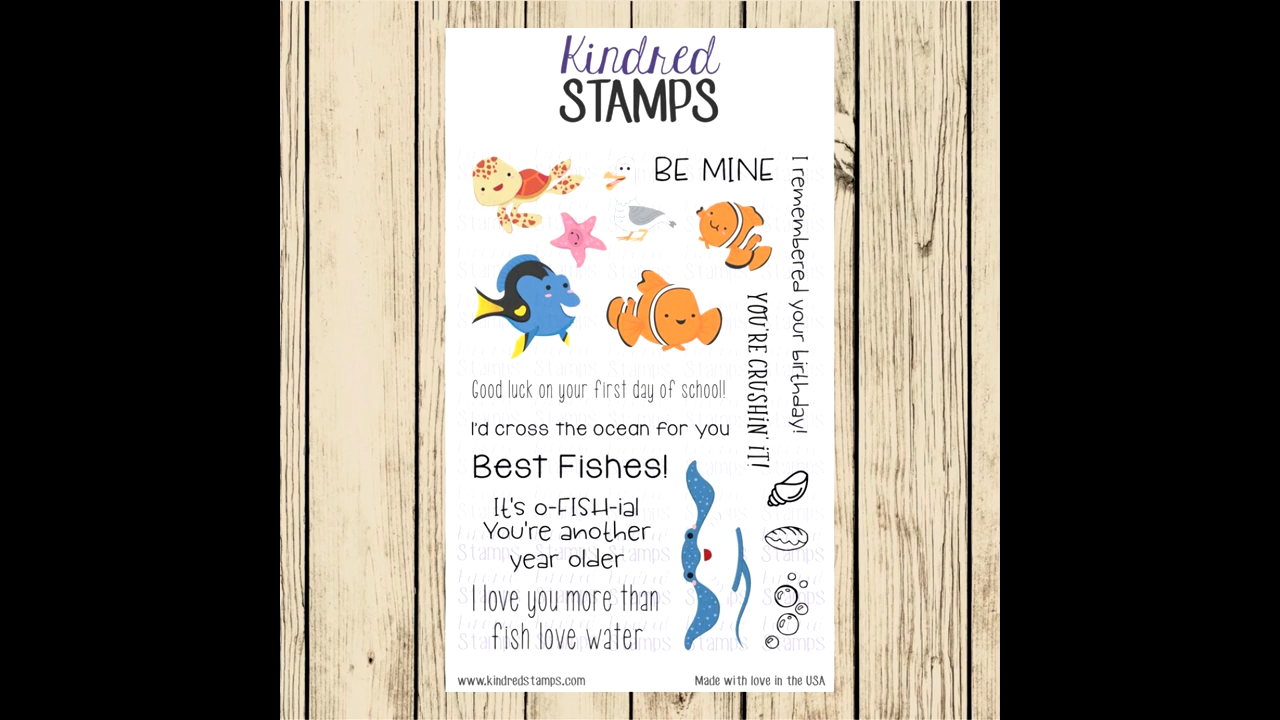 Kindred
STAMPS
BE MINE
I remembered your birthday!
YOU'RE CRUSHIN' IT!
Good luck on your first day of school!
I'd cross the ocean for you
Best Fishes!
It's o-FISH-ial
You're another
year older
I love you more than
fish love water
www.kindredstamps.com
Made with love in the USA